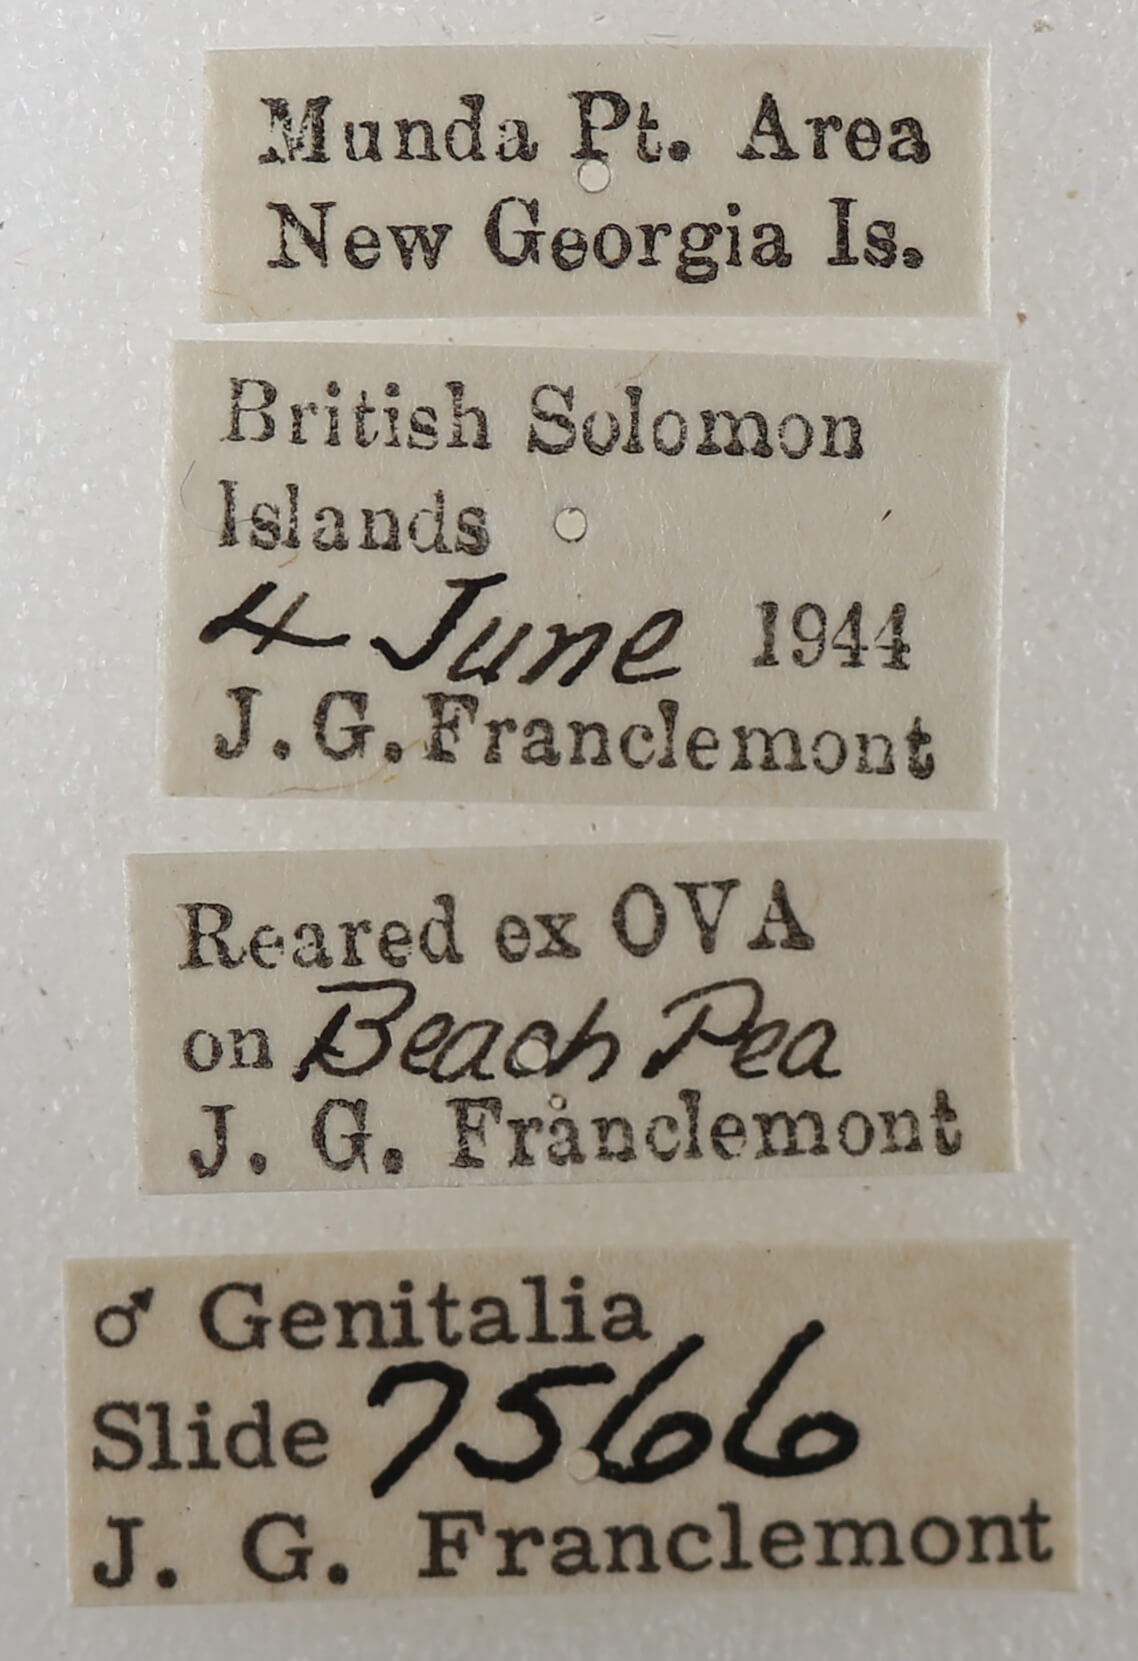 Munda Pt. Area
New Georgia Is.
British Solomon
Islands
4 June 1944
J. G. Franclemont
Reared ex OVA
on Beach Pea
J. G. Franclemont
♂ Genitalia
Slide 7566
J. G. Franclemont